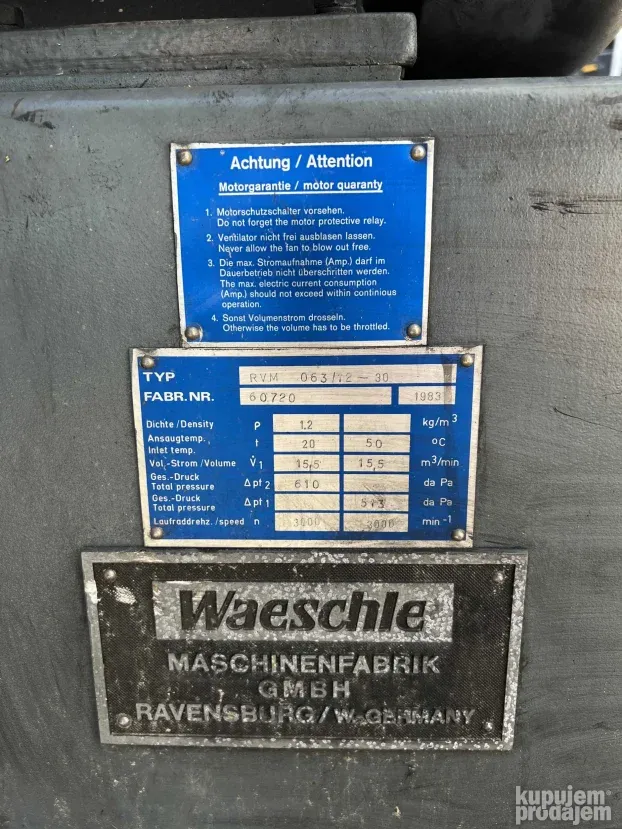 Achtung / Attention
Motorgarantie / motor quaranty
1. Motorschutzschalter vorsehen.
Do not forget the motor protective relay.
2. Ventilator nicht frei ausblasen lassen.
Never allow the fan to blow out free.
3. Die max. Stromaufnahme (Amp.) darf im
Dauerbetrieb nicht überschritten werden.
The max. electric current consumption
(Amp.) should not exceed within continious
operation.
4. Sonst Volumenstrom drosseln.
Otherwise the volume has to be throttled.
TYP RVM 063/12-30
FABR.NR. 60.720 1983
Dichte / Density ρ 1.2 kg/m³
Ansaugtemp.
Inlet temp. t 20 50 °C
Vol.-Strom / Volume V̇1 15,5 15,5 m³/min
Ges.-Druck
Total pressure Δpt2 610 da Pa
Ges.-Druck
Total pressure Δpt1 da Pa
Laufraddrehz. / speed n 3000 3000 min⁻¹
Waeschle
MASCHINENFABRIK
GMBH
RAVENSBURG/W-GERMANY
kupujem
prodajem